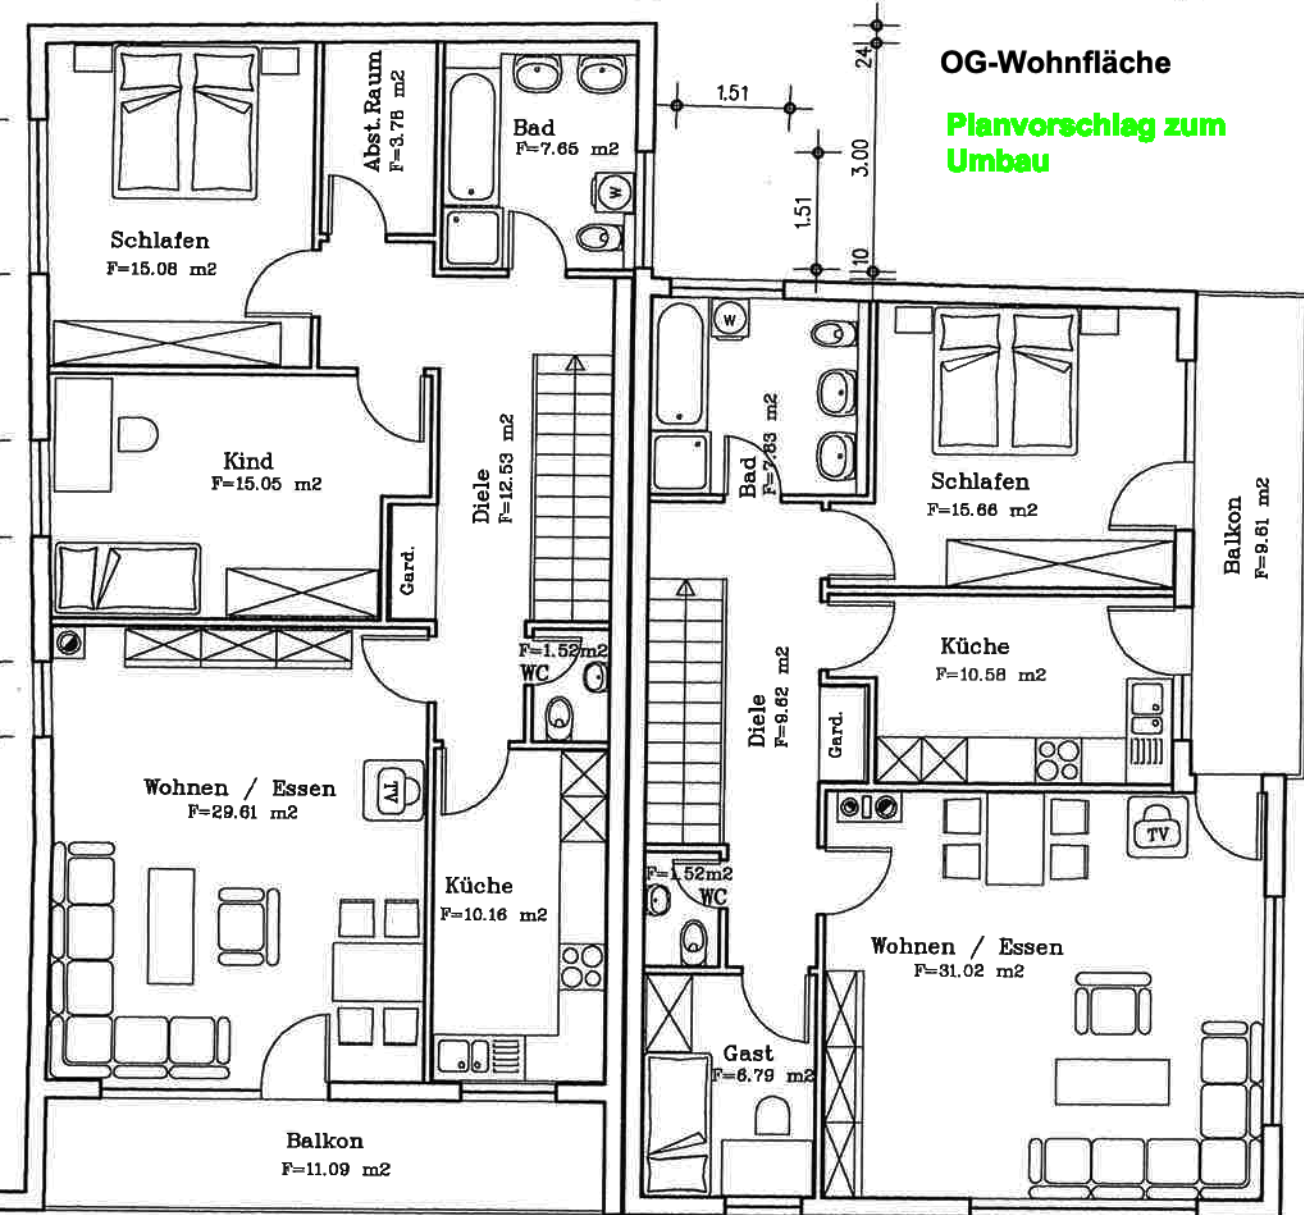 OG-Wohnfläche
Planvorschlag zum
Umbau
1.51
24
3.00
1.51
10
Schlafen
F=15.08 m2
Abst.Raum
F=3.78 m2
Bad
F=7.65 m2
W
Kind
F=15.05 m2
Diele
F=12.53 m2
Gard.
F=1.52m2
WC
Wohnen / Essen
F=29.61 m2
TV
Küche
F=10.16 m2
Balkon
F=11.09 m2
W
Bad
F=7.83 m2
Schlafen
F=15.66 m2
Balkon
F=9.61 m2
Küche
F=10.58 m2
Diele
F=9.62 m2
Gard.
F=1.52m2
WC
TV
Wohnen / Essen
F=31.02 m2
Gast
F=6.79 m2